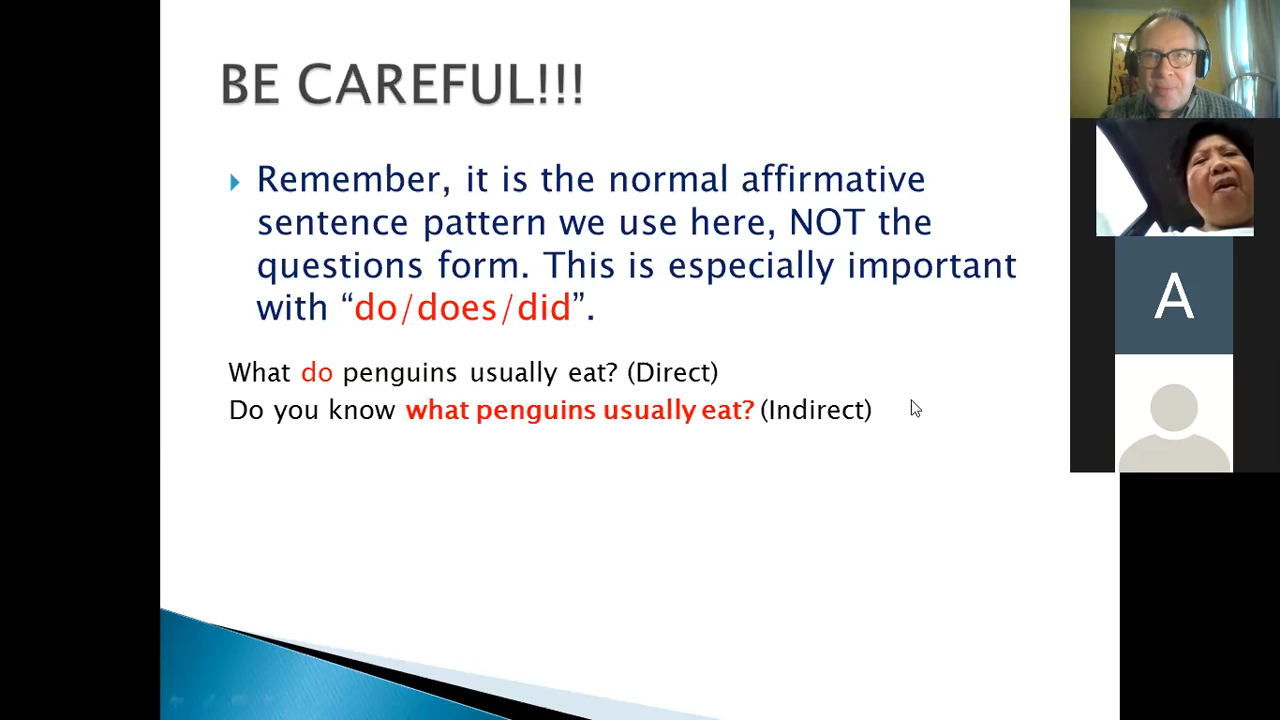 BE CAREFUL!!!
Remember, it is the normal affirmative
sentence pattern we use here, NOT the
questions form. This is especially important
with “do/does/did”.
What do penguins usually eat? (Direct)
Do you know what penguins usually eat? (Indirect)
A